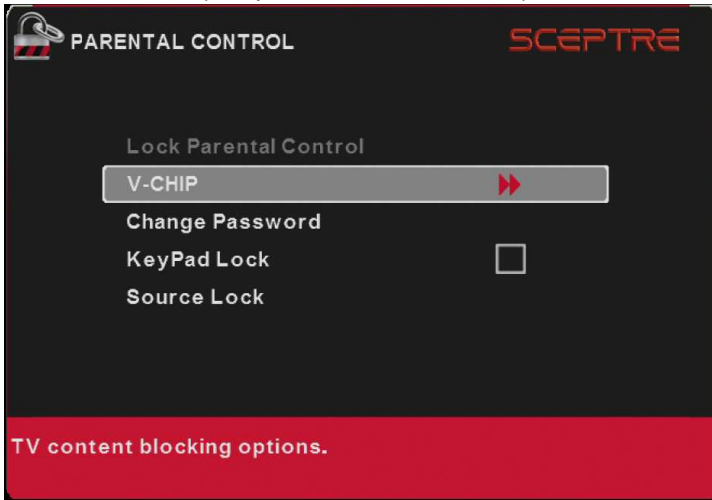 PARENTAL CONTROL
SCEPTRE
Lock Parental Control
V-CHIP
Change Password
KeyPad Lock
Source Lock
TV content blocking options.